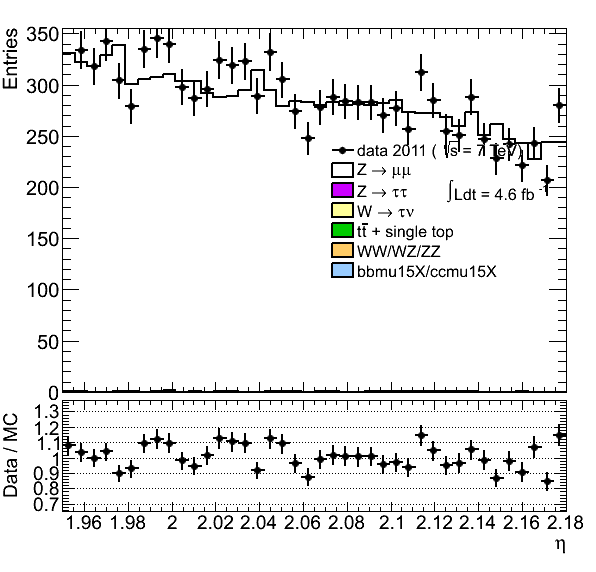 Entries
350
300
250
200
150
100
50
0
data 2011 ( √s = 7 TeV)
Z → μμ
∫Ldt = 4.6 fb⁻¹
Z → ττ
W → τν
tt̄ + single top
WW/WZ/ZZ
bbmu15X/ccmu15X
Data / MC
1.3
1.2
1.1
1
0.9
0.8
0.7
1.96 1.98 2 2.02 2.04 2.06 2.08 2.1 2.12 2.14 2.16 2.18
η